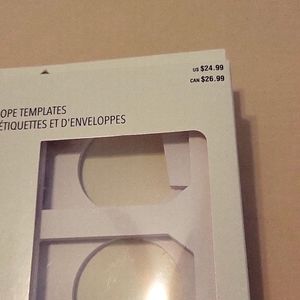 US $24.99
CAN $26.99
OPE TEMPLATES
ÉTIQUETTES ET D'ENVELOPPES